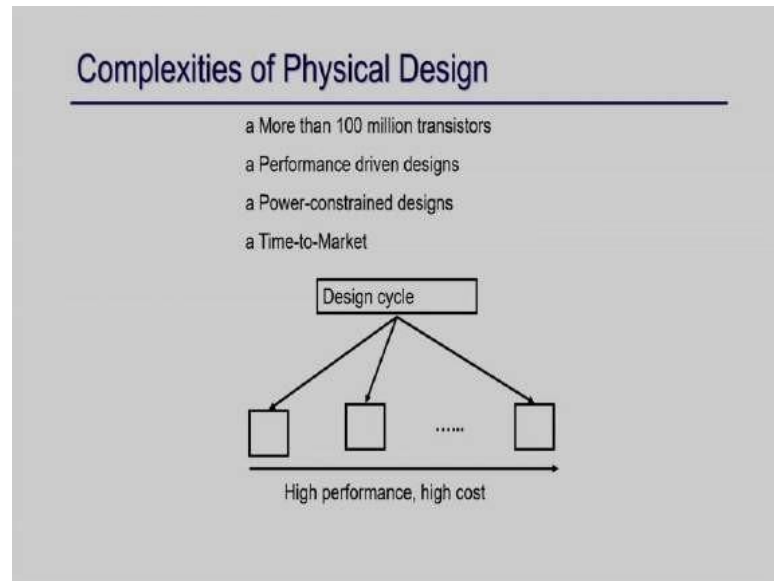 Complexities of Physical Design
a More than 100 million transistors
a Performance driven designs
a Power-constrained designs
a Time-to-Market
Design cycle
......
High performance, high cost